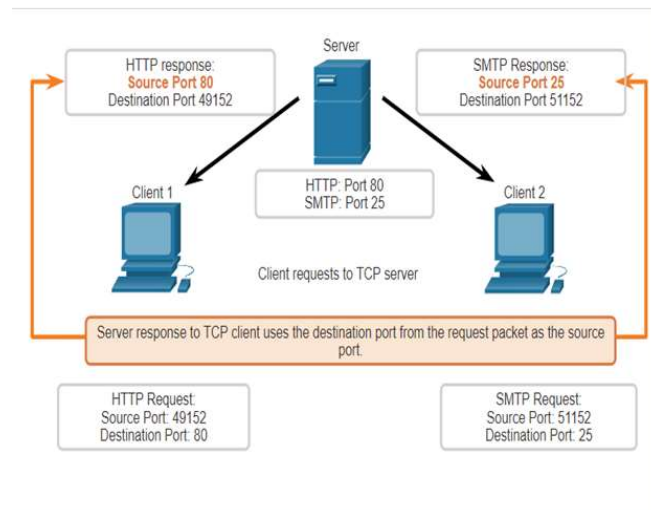 Server
HTTP response:
Source Port 80
Destination Port 49152
SMTP Response:
Source Port 25
Destination Port 51152
HTTP: Port 80
SMTP: Port 25
Client 1
Client 2
Client requests to TCP server
Server response to TCP client uses the destination port from the request packet as the source
port.
HTTP Request:
Source Port: 49152
Destination Port: 80
SMTP Request:
Source Port: 51152
Destination Port: 25